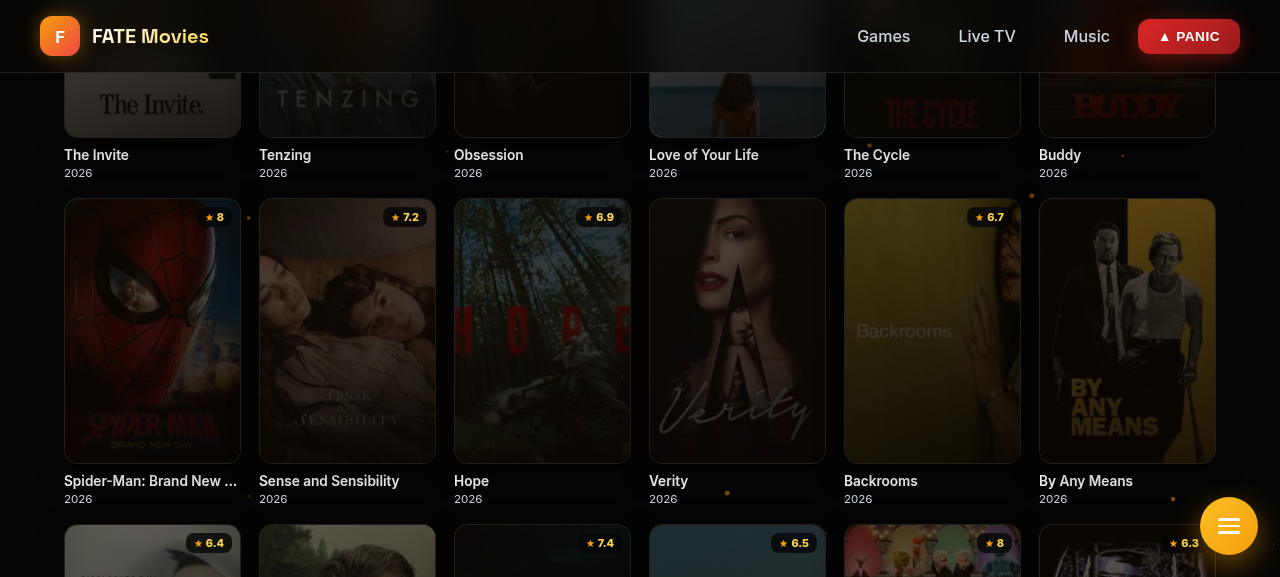 F
FATE Movies
Games
Live TV
Music
▲ PANIC
The Invite.
TENZING
THE CYCLE
BUDDY
The Invite
2026
Tenzing
2026
Obsession
2026
Love of Your Life
2026
The Cycle
2026
Buddy
2026
★ 8
SPIDER-MAN
BRAND NEW DAY
★ 7.2
SENSE
AND
SENSIBILITY
★ 6.9
HOPE
Verity
★ 6.7
Backrooms
BY
ANY
MEANS
Spider-Man: Brand New ...
2026
Sense and Sensibility
2026
Hope
2026
Verity
2026
Backrooms
2026
By Any Means
2026
★ 6.4
★ 7.4
★ 6.5
★ 8
★ 6.3